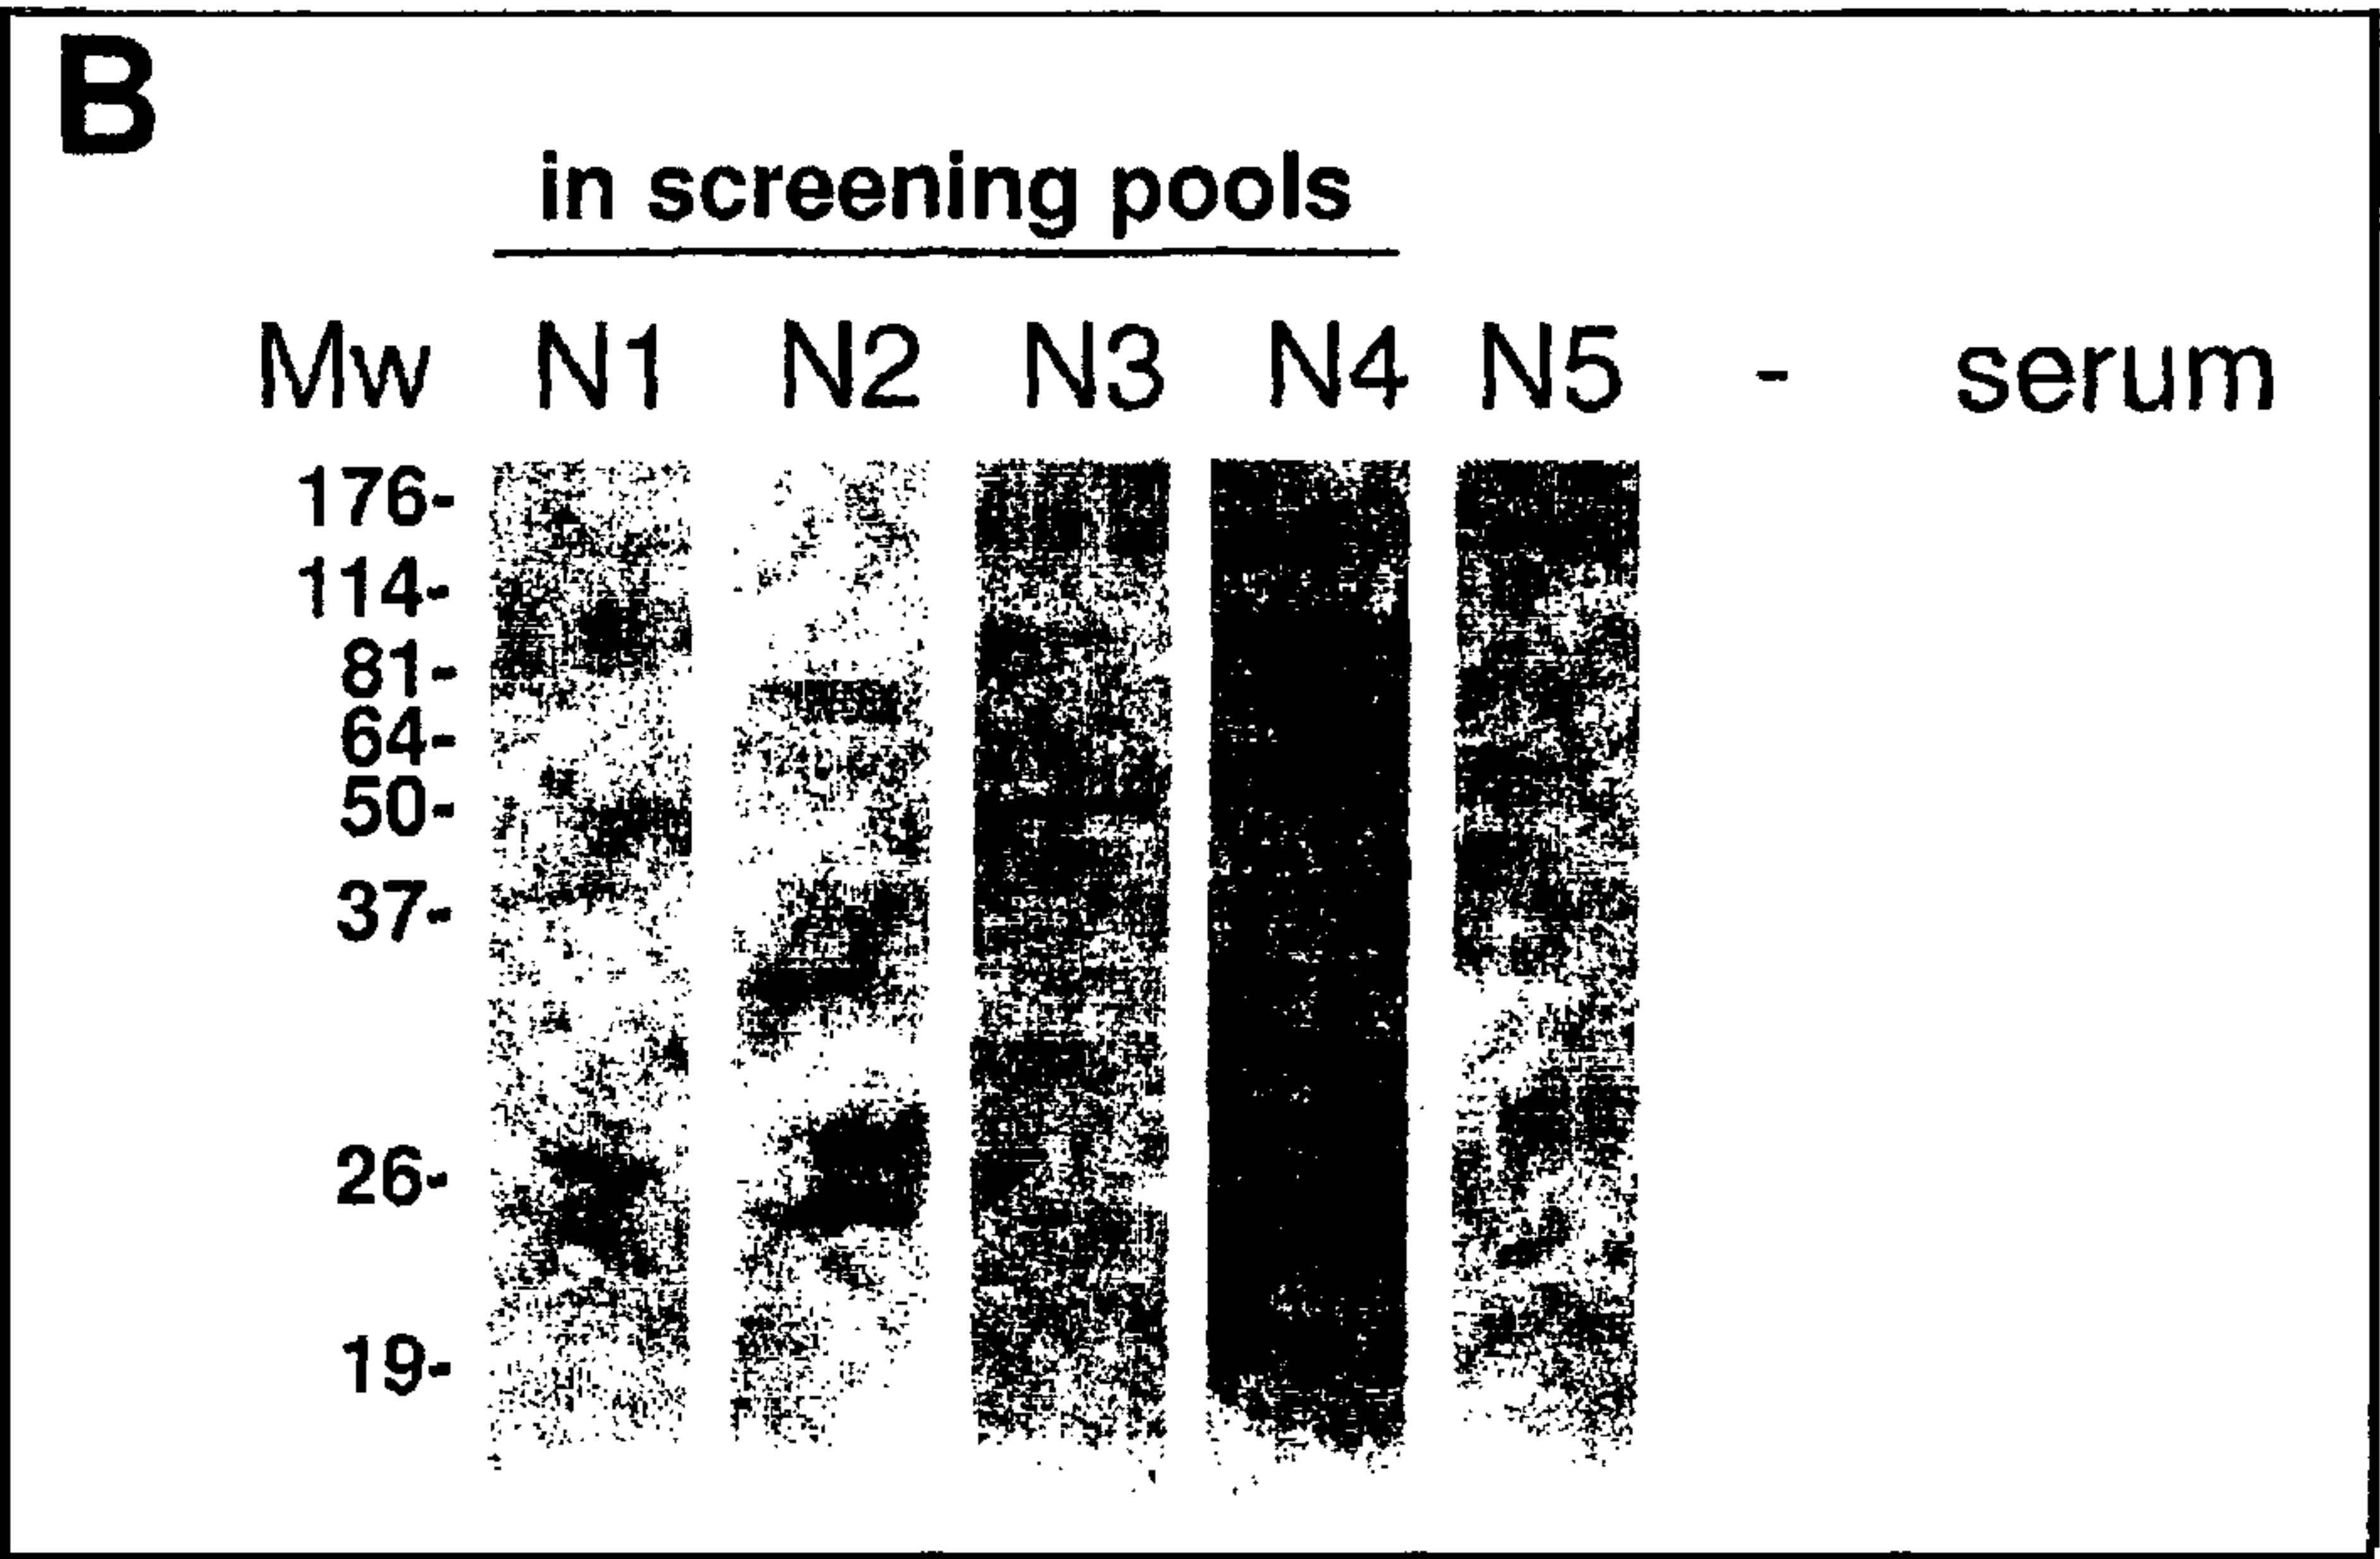 B
in screening pools
Mw N1 N2 N3 N4 N5 - serum
176-
114-
81-
64-
50-
37-
26-
19-